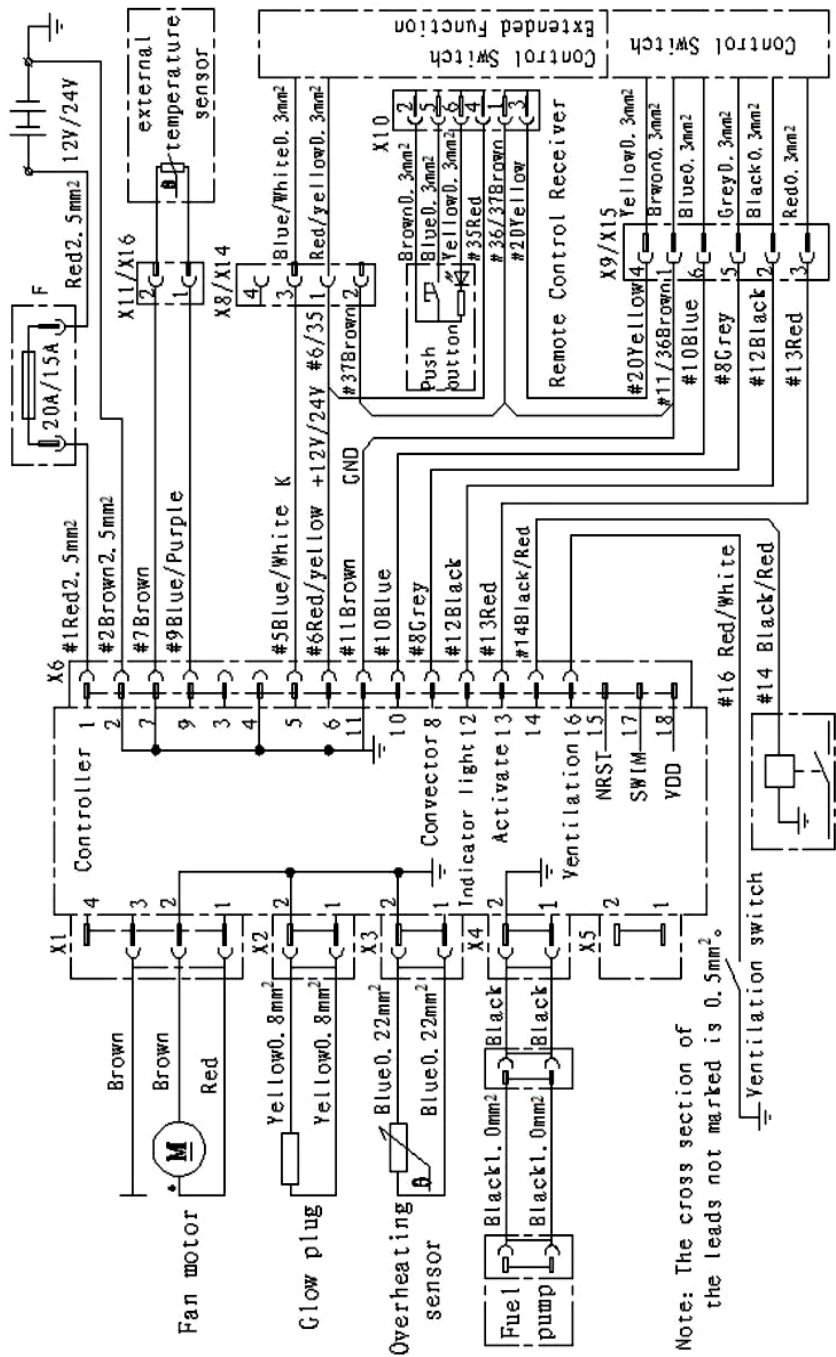 Fan motor
Glow plug
Overheating
sensor
Fuel
pump
M
*
Brown
Brown
Red
Yellow0.8mm²
Yellow0.8mm²
Blue0.22mm²
Blue0.22mm²
θ
Black1.0mm²
Black1.0mm²
Black
Black
X1
4
3
2
1
X2
2
1
X3
2
1
X4
2
1
X5
2
1
Controller
Convector
Indicator light
Activate
Ventilation
NRST
SWIM
VDD
X6
1
2
7
9
3
4
5
6
11
10
8
12
13
14
16
15
17
18
#1Red2.5mm²
#2Brown2.5mm²
#7Brown
#9Blue/Purple
#5Blue/White K
#6Red/yellow +12V/24V #6/35
#11Brown
GND
#10Blue
#8Grey
#12Black
#13Red
#14Black/Red
#16 Red/White
#14 Black/Red
F
20A/15A
Red2.5mm²
12V/24V
X11/X16
2
1
external
temperature
sensor
θ
X8/X14
4
3
1
2
#37Brown
Blue/White0.3mm²
Red/yellow0.3mm²
Push
button
Brown0.3mm²
Blue0.3mm²
Yellow0.3mm²
#35Red
#36/37Brown
#20Yellow
X10
2
5
6
4
1
3
Remote Control Receiver
X9/X15
#20Yellow
4
#11/36Brown
1
#10Blue
6
#8Grey
5
#12Black
2
#13Red
3
Yellow0.3mm²
Brwon0.3mm²
Blue0.3mm²
Grey0.3mm²
Black0.3mm²
Red0.3mm²
Control Switch
Extended Function
Control
Switch
Ventilation switch
Note: The cross section of
the leads not marked is 0.5mm²。